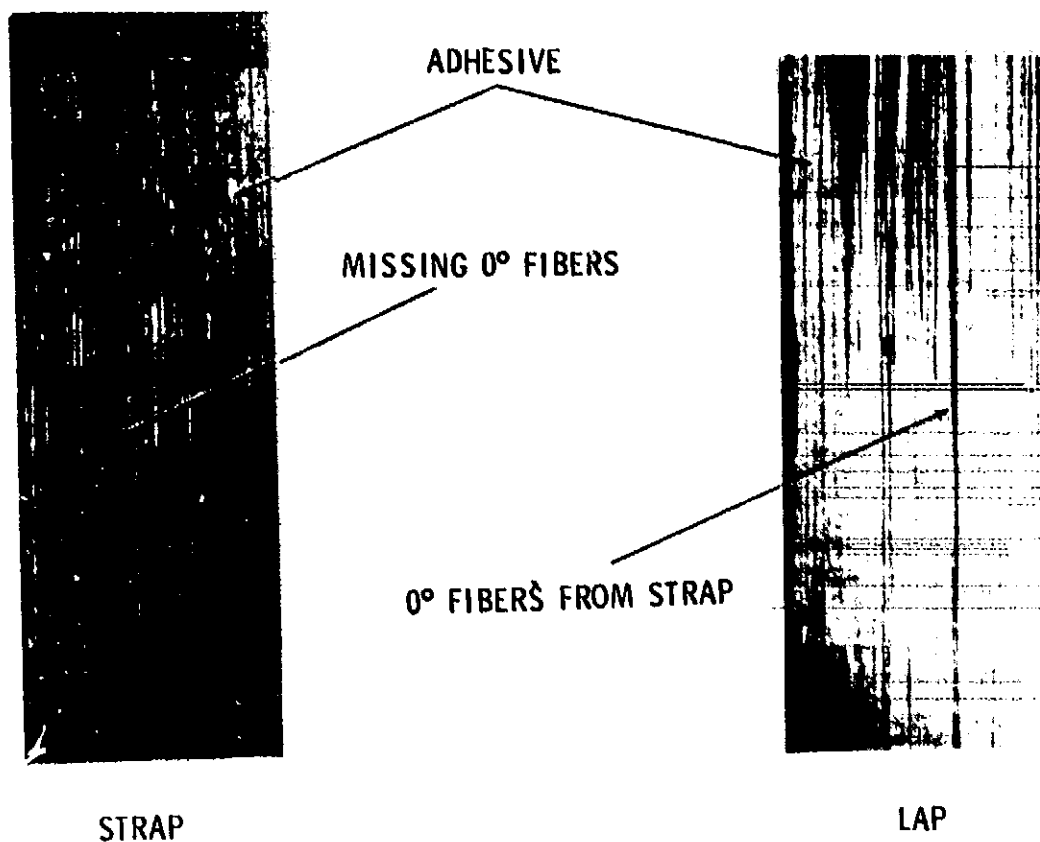 ADHESIVE
MISSING 0° FIBERS
0° FIBERS FROM STRAP
STRAP
LAP